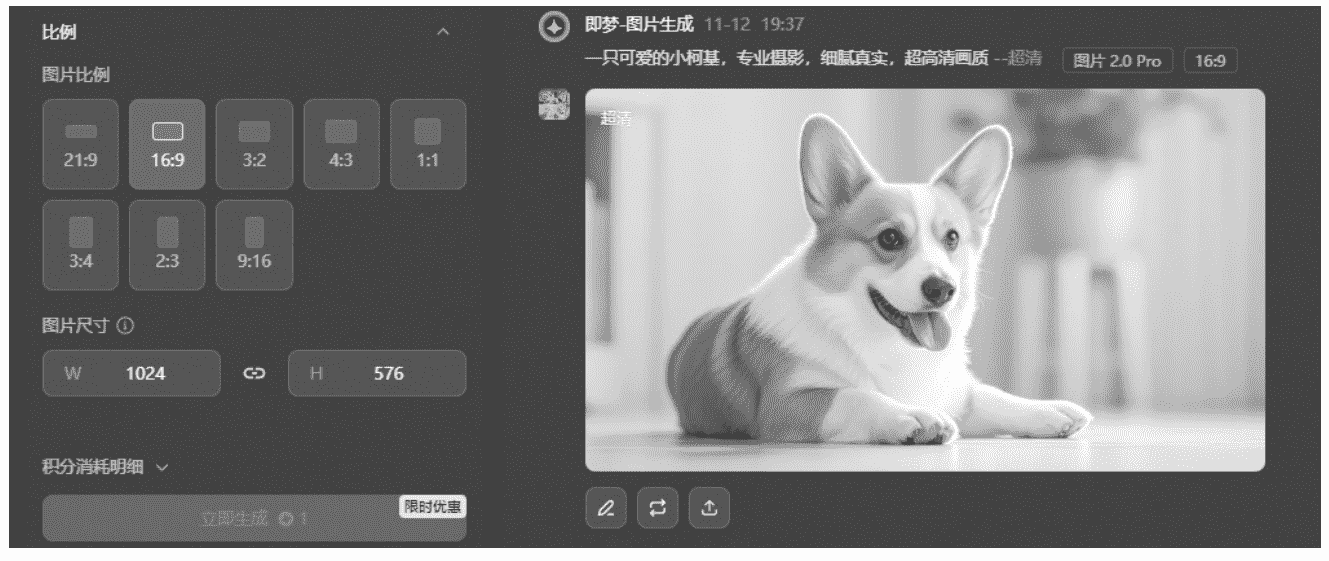 比例
图片比例
21:9
16:9
3:2
4:3
1:1
3:4
2:3
9:16
图片尺寸
W 1024
H 576
积分消耗明细
限时优惠
立即生成 1
即梦-图片生成 11-12 19:37
一只可爱的小柯基，专业摄影，细腻真实，超高清画质 --超清 图片 2.0 Pro 16:9
超清